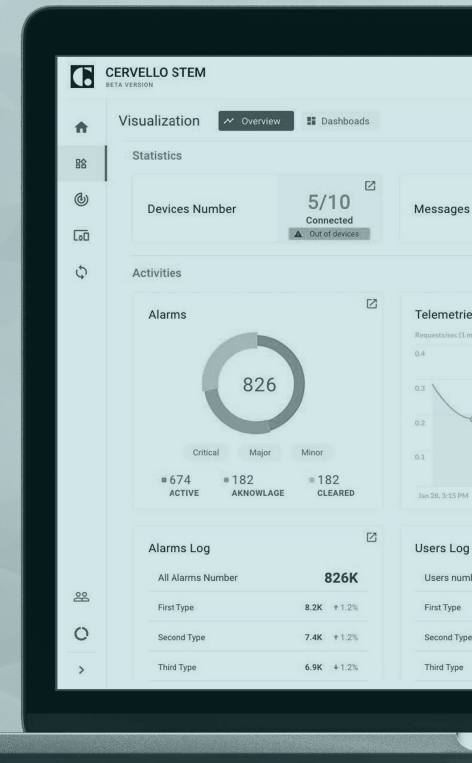 CERVELLO STEM
BETA VERSION
Visualization
Overview
Dashboads
Statistics
Devices Number
5/10
Connected
Out of devices
Messages
Activities
Alarms
826
Critical Major Minor
674 182 182
ACTIVE AKNOWLAGE CLEARED
Telemetrie
Requests/sec (1 m
0.4
0.3
0.2
0.1
Jan 28, 3:15 PM
Alarms Log
All Alarms Number 826K
First Type 8.2K ↑ 1.2%
Second Type 7.4K ↑ 1.2%
Third Type 6.9K ↓ 1.2%
Users Log
Users numb
First Type
Second Type
Third Type